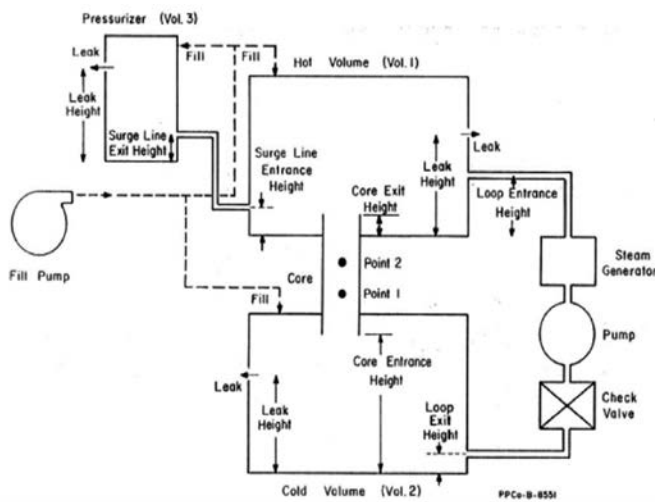 Pressurizer (Vol. 3)
Leak
Fill
Fill
Hot Volume (Vol. 1)
Leak
Height
Surge Line
Exit Height
Surge Line
Entrance
Height
Core Exit
Height
Leak
Height
Leak
Loop Entrance
Height
Fill Pump
Core
Point 2
Point 1
Steam
Generator
Fill
Pump
Leak
Leak
Height
Core Entrance
Height
Loop
Exit
Height
Check
Valve
Cold Volume (Vol. 2)
PPCo-B-8551